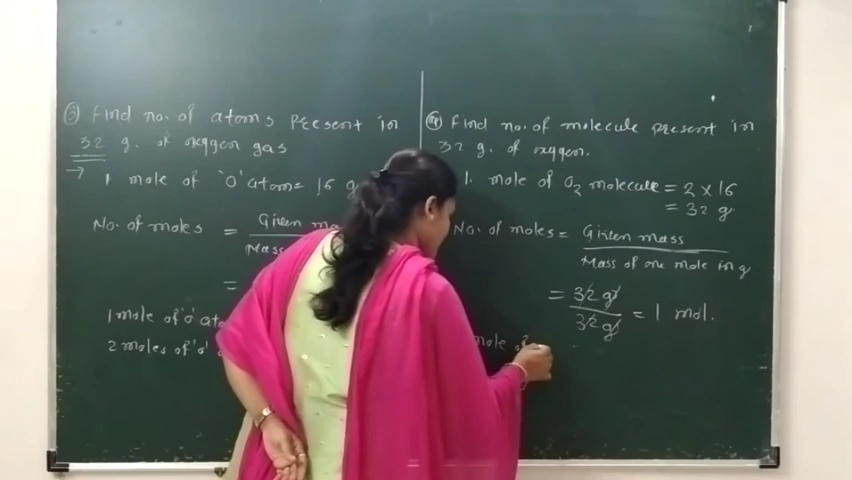 ③ Find no. of atoms present in
32 g. of oxygen gas
→ 1 mole of 'O' atom = 16 g
No. of moles = Given
Mass
=
1 mole of 'O'
2 moles of 'O'
④ Find no. of molecule present in
32 g. of oxygen.
1. mole of O₂ molecule = 2 × 16
= 32 g
No. of moles = Given mass
Mass of one mole in g
= 32 g
32 g
= 1 mol.
mole of